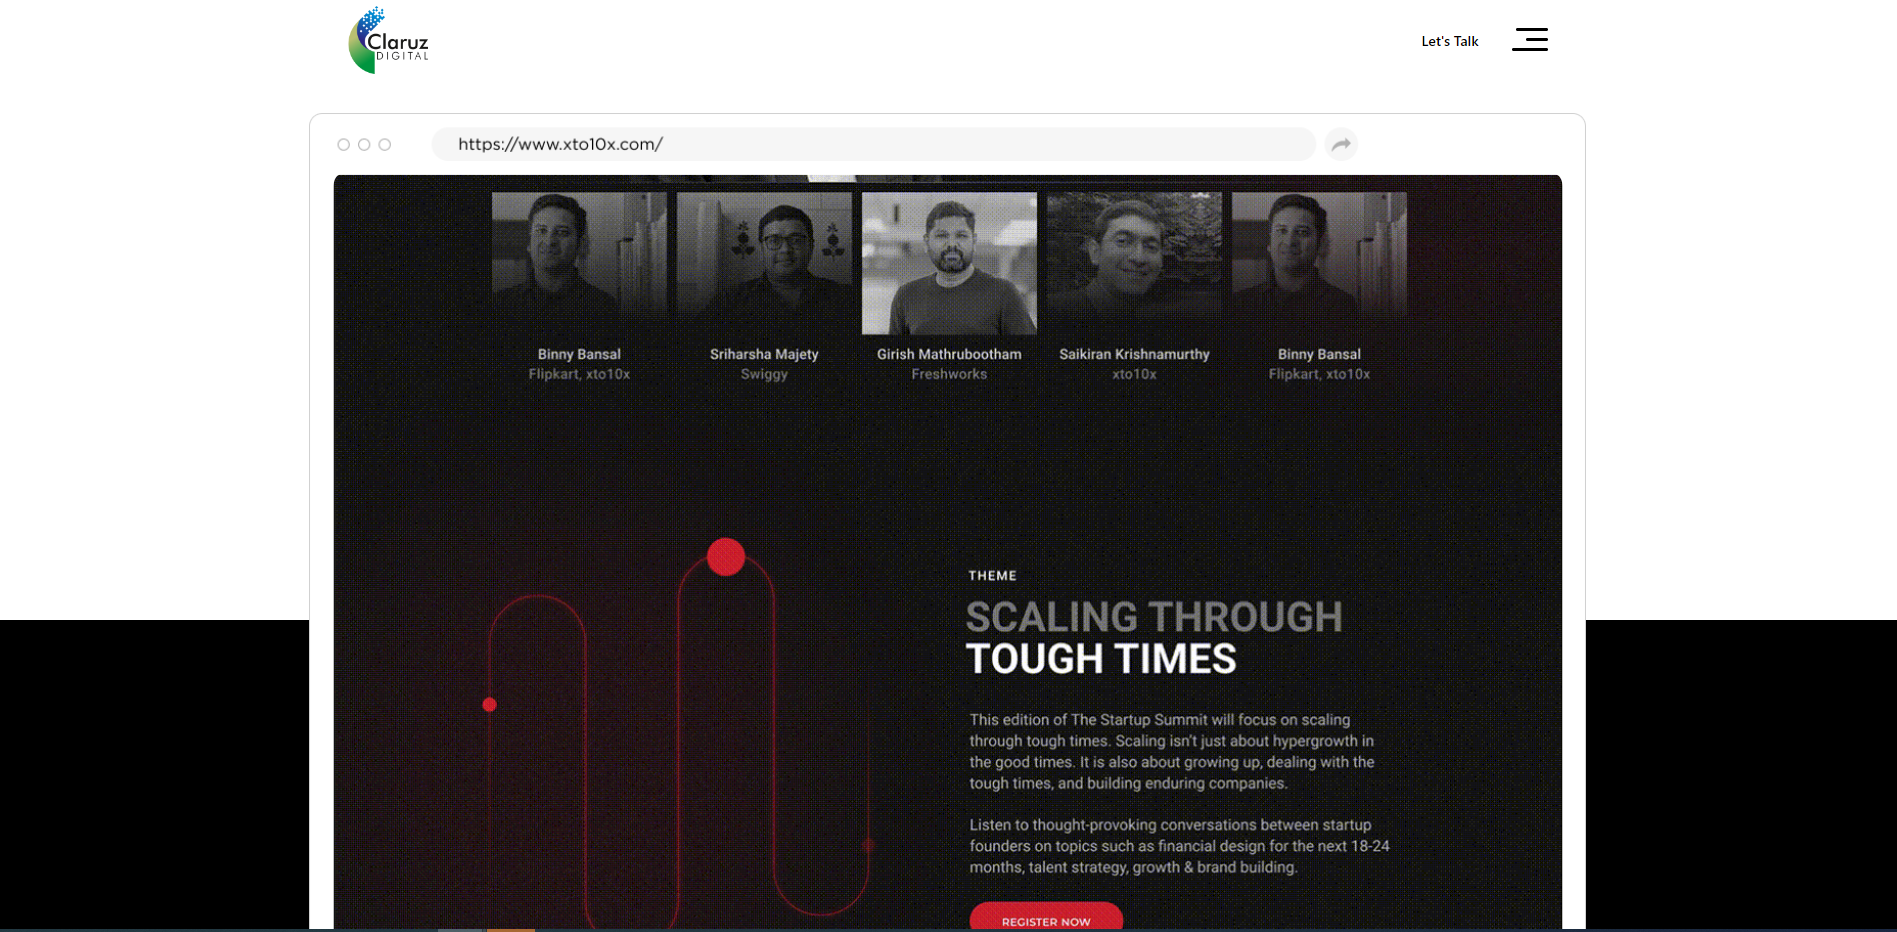 Claruz
DIGITAL
Let's Talk
https://www.xto10x.com/
Binny Bansal
Flipkart, xto10x
Sriharsha Majety
Swiggy
Girish Mathrubootham
Freshworks
Saikiran Krishnamurthy
xto10x
Binny Bansal
Flipkart, xto10x
THEME
SCALING THROUGH
TOUGH TIMES
This edition of The Startup Summit will focus on scaling
through tough times. Scaling isn't just about hypergrowth in
the good times. It is also about growing up, dealing with the
tough times, and building enduring companies.
Listen to thought-provoking conversations between startup
founders on topics such as financial design for the next 18-24
months, talent strategy, growth & brand building.
REGISTER NOW